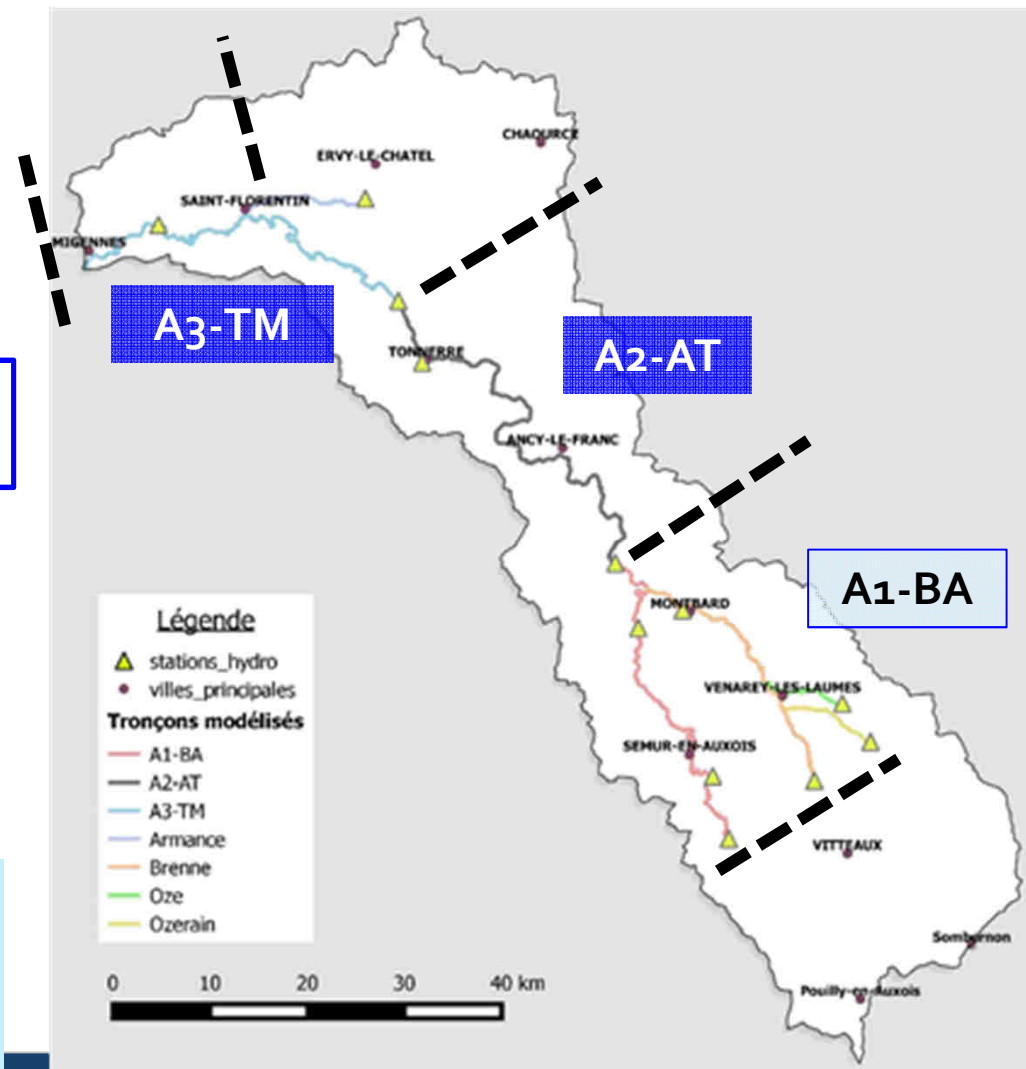 CHAOURCE
ERVY-LE-CHATEL
SAINT-FLORENTIN
MIGENNES
A3-TM
A2-AT
TONNERRE
ANCY-LE-FRANC
A1-BA
MONTBARD
VENAREY-LES-LAUMES
SEMUR-EN-AUXOIS
VITTEAUX
Sombernon
Pouilly-en-Auxois
Légende
stations_hydro
villes_principales
Tronçons modélisés
A1-BA
A2-AT
A3-TM
Armance
Brenne
Oze
Ozerain
0 10 20 30 40 km